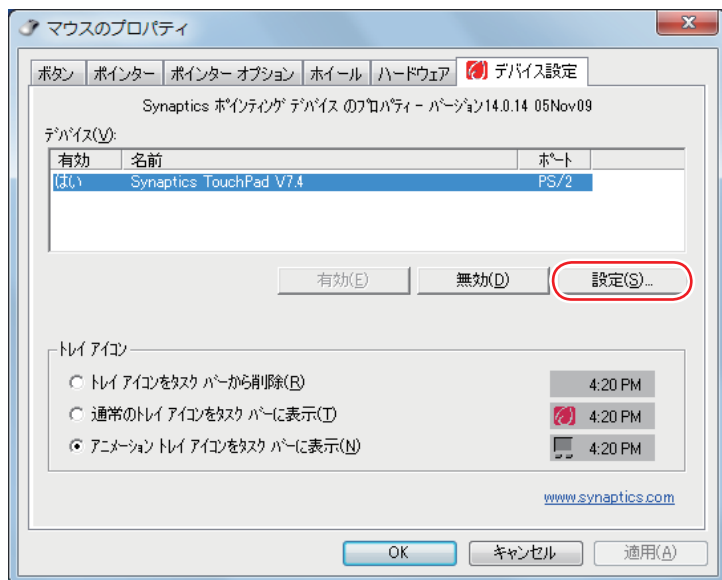 マウスのプロパティ
ボタン ポインター ポインター オプション ホイール ハードウェア デバイス設定
Synaptics ポインティング デバイス のプロパティ - バージョン14.0.14 05Nov09
デバイス(V):
有効 名前 ポート
はい Synaptics TouchPad V7.4 PS/2
有効(E) 無効(D) 設定(S)...
トレイ アイコン
トレイ アイコンをタスク バーから削除(R) 4:20 PM
通常のトレイ アイコンをタスク バーに表示(T) 4:20 PM
アニメーション トレイ アイコンをタスク バーに表示(N) 4:20 PM
www.synaptics.com
OK キャンセル 適用(A)